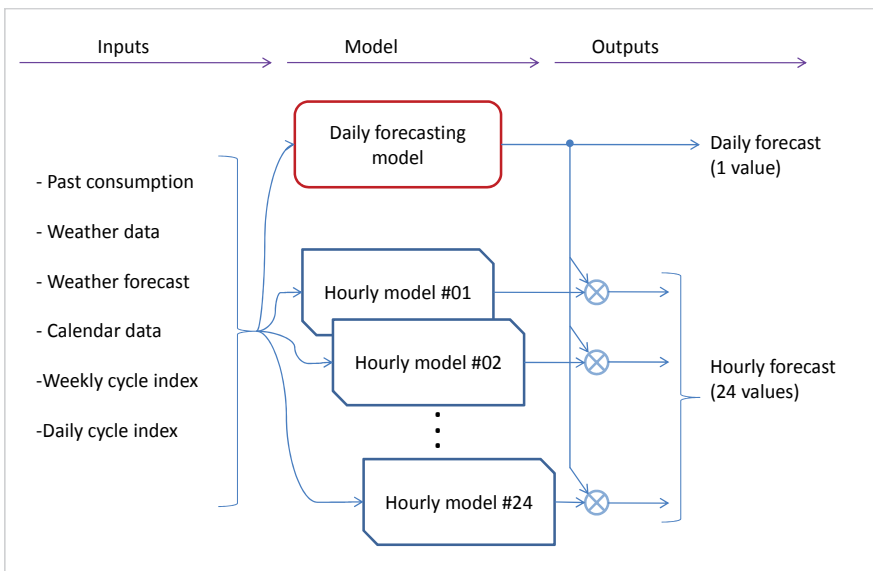 Inputs
Model
Outputs
Daily forecasting
model
Daily forecast
(1 value)
- Past consumption
- Weather data
- Weather forecast
- Calendar data
-Weekly cycle index
-Daily cycle index
Hourly model #01
Hourly model #02
Hourly model #24
Hourly forecast
(24 values)